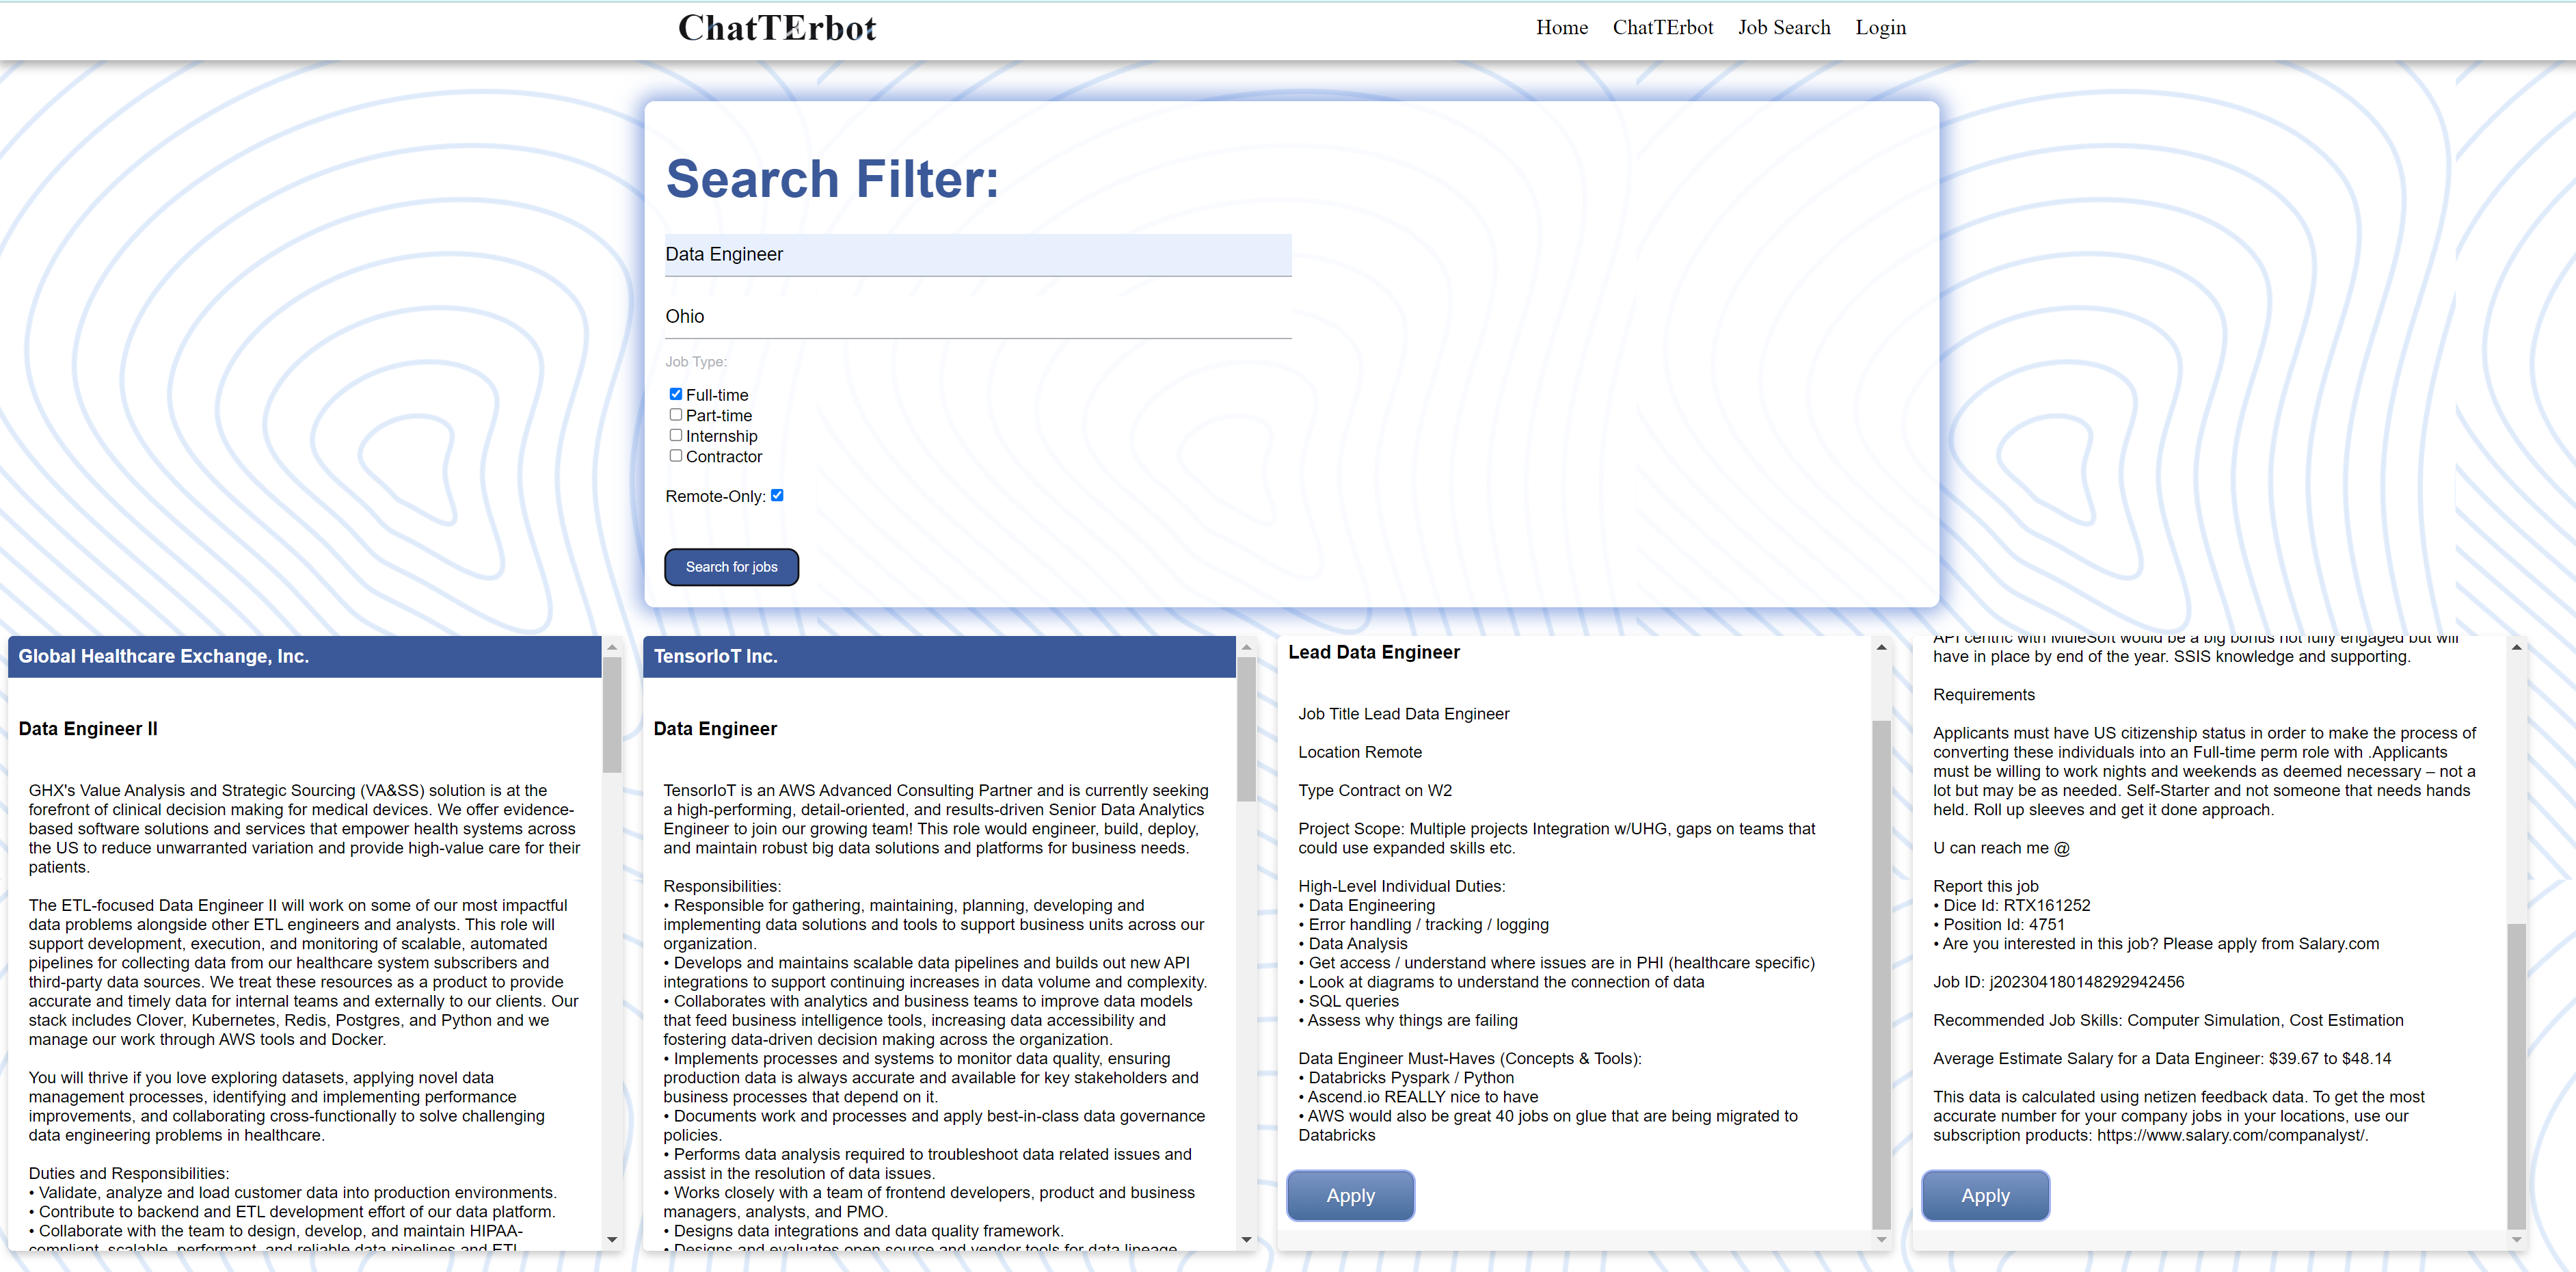 ChatTErbot
Home ChatTErbot Job Search Login
Search Filter:
Data Engineer
Ohio
Job Type:
Full-time
Part-time
Internship
Contractor
Remote-Only:
Search for jobs
Global Healthcare Exchange, Inc.
Data Engineer II
GHX's Value Analysis and Strategic Sourcing (VA&SS) solution is at the
forefront of clinical decision making for medical devices. We offer evidence-
based software solutions and services that empower health systems across
the US to reduce unwarranted variation and provide high-value care for their
patients.
The ETL-focused Data Engineer II will work on some of our most impactful
data problems alongside other ETL engineers and analysts. This role will
support development, execution, and monitoring of scalable, automated
pipelines for collecting data from our healthcare system subscribers and
third-party data sources. We treat these resources as a product to provide
accurate and timely data for internal teams and externally to our clients. Our
stack includes Clover, Kubernetes, Redis, Postgres, and Python and we
manage our work through AWS tools and Docker.
You will thrive if you love exploring datasets, applying novel data
management processes, identifying and implementing performance
improvements, and collaborating cross-functionally to solve challenging
data engineering problems in healthcare.
Duties and Responsibilities:
• Validate, analyze and load customer data into production environments.
• Contribute to backend and ETL development effort of our data platform.
• Collaborate with the team to design, develop, and maintain HIPAA-
compliant, scalable, performant, and reliable data pipelines and ETL
TensorIoT Inc.
Data Engineer
TensorIoT is an AWS Advanced Consulting Partner and is currently seeking
a high-performing, detail-oriented, and results-driven Senior Data Analytics
Engineer to join our growing team! This role would engineer, build, deploy,
and maintain robust big data solutions and platforms for business needs.
Responsibilities:
• Responsible for gathering, maintaining, planning, developing and
implementing data solutions and tools to support business units across our
organization.
• Develops and maintains scalable data pipelines and builds out new API
integrations to support continuing increases in data volume and complexity.
• Collaborates with analytics and business teams to improve data models
that feed business intelligence tools, increasing data accessibility and
fostering data-driven decision making across the organization.
• Implements processes and systems to monitor data quality, ensuring
production data is always accurate and available for key stakeholders and
business processes that depend on it.
• Documents work and processes and apply best-in-class data governance
policies.
• Performs data analysis required to troubleshoot data related issues and
assist in the resolution of data issues.
• Works closely with a team of frontend developers, product and business
managers, analysts, and PMO.
• Designs data integrations and data quality framework.
• Designs and evaluates open source and vendor tools for data lineage
Lead Data Engineer
Job Title Lead Data Engineer
Location Remote
Type Contract on W2
Project Scope: Multiple projects Integration w/UHG, gaps on teams that
could use expanded skills etc.
High-Level Individual Duties:
• Data Engineering
• Error handling / tracking / logging
• Data Analysis
• Get access / understand where issues are in PHI (healthcare specific)
• Look at diagrams to understand the connection of data
• SQL queries
• Assess why things are failing
Data Engineer Must-Haves (Concepts & Tools):
• Databricks Pyspark / Python
• Ascend.io REALLY nice to have
• AWS would also be great 40 jobs on glue that are being migrated to
Databricks
Apply
API centric with MuleSoft would be a big bonus not fully engaged but will
have in place by end of the year. SSIS knowledge and supporting.
Requirements
Applicants must have US citizenship status in order to make the process of
converting these individuals into an Full-time perm role with .Applicants
must be willing to work nights and weekends as deemed necessary – not a
lot but may be as needed. Self-Starter and not someone that needs hands
held. Roll up sleeves and get it done approach.
U can reach me @
Report this job
• Dice Id: RTX161252
• Position Id: 4751
• Are you interested in this job? Please apply from Salary.com
Job ID: j202304180148292942456
Recommended Job Skills: Computer Simulation, Cost Estimation
Average Estimate Salary for a Data Engineer: $39.67 to $48.14
This data is calculated using netizen feedback data. To get the most
accurate number for your company jobs in your locations, use our
subscription products: https://www.salary.com/companalyst/.
Apply